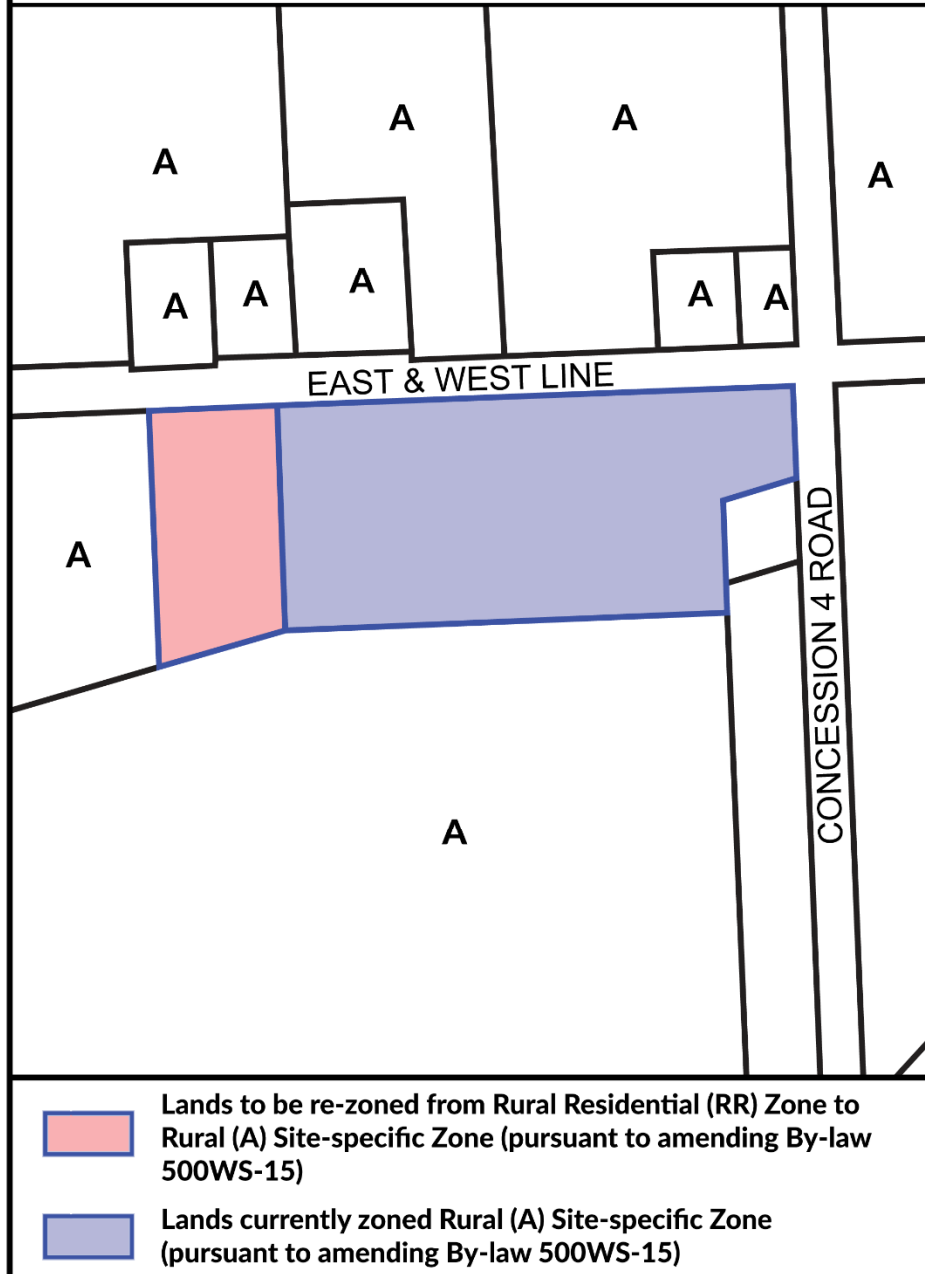 A
A
A
A
A
A
A
A
A
EAST & WEST LINE
A
CONCESSION 4 ROAD
A
Lands to be re-zoned from Rural Residential (RR) Zone to
Rural (A) Site-specific Zone (pursuant to amending By-law
500WS-15)
Lands currently zoned Rural (A) Site-specific Zone
(pursuant to amending By-law 500WS-15)